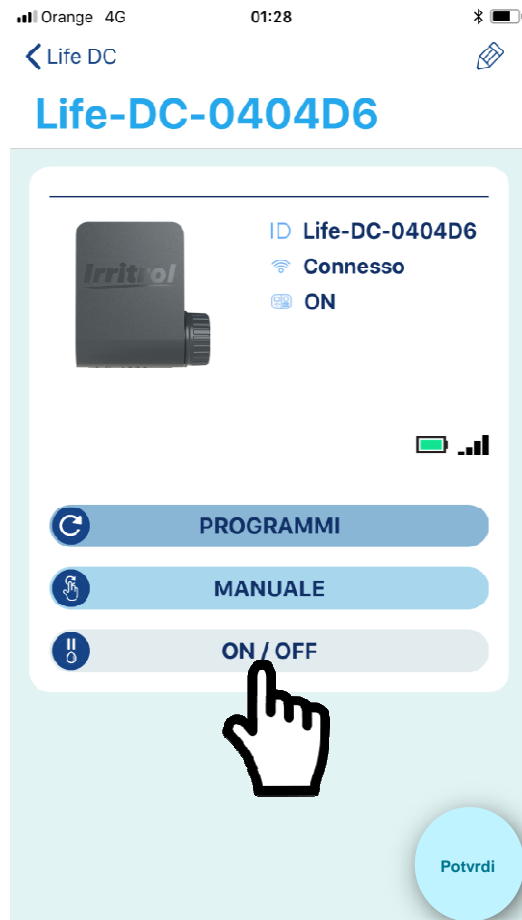 Orange 4G 01:28
Life DC
Life-DC-0404D6
Irritrol
ID Life-DC-0404D6
Connesso
ON
PROGRAMMI
MANUALE
ON / OFF
Potvrdi